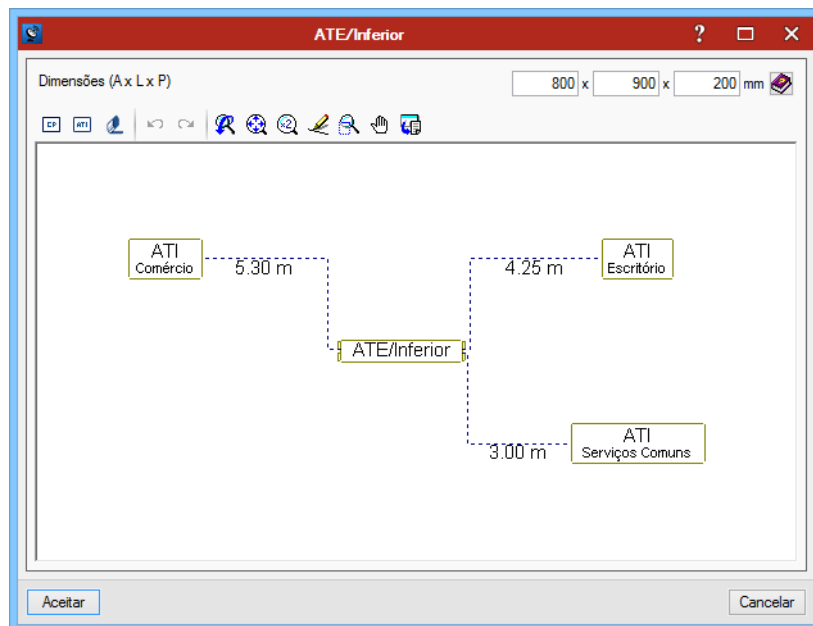 ATE/Inferior
?
Dimensões (A x L x P)
800 x 900 x 200 mm
CP ATI x2
ATI
Comércio
5.30 m
4.25 m
ATI
Escritório
ATE/Inferior
3.00 m
ATI
Serviços Comuns
Aceitar
Cancelar